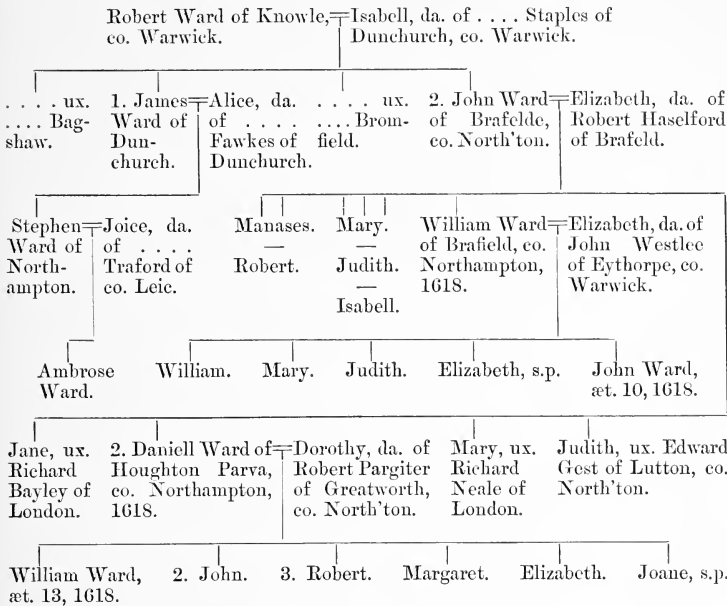 Robert Ward of Knowle, Isabell, da. of . . . . Staples of
co. Warwick. Dunchurch, co. Warwick.
. . . . ux. 1. James Alice, da. . . . . ux. 2. John Ward Elizabeth, da. of
. . . . Bag- Ward of of . . . . . . . . Brom- of Brafelde, Robert Haselford
shaw. Dun- Fawkes of field. co. North'ton. of Brafeld.
church. Dunchurch.
Stephen Joice, da. Manases. Mary. William Ward Elizabeth, da. of
Ward of of . . . . — — of Brafield, co. John Westlee
North- Traford of Robert. Judith. Northampton, of Eythorpe, co.
ampton. co. Leic. — 1618. Warwick.
Isabell.
Ambrose William. Mary. Judith. Elizabeth, s.p. John Ward,
Ward. æt. 10, 1618.
Jane, ux. 2. Daniell Ward of Dorothy, da. of Mary, ux. Judith, ux. Edward
Richard Houghton Parva, Robert Pargiter Richard Gest of Lutton, co.
Bayley of co. Northampton, of Greatworth, Neale of North'ton.
London. 1618. co. North'ton. London.
William Ward, 2. John. 3. Robert. Margaret. Elizabeth. Joane, s.p.
æt. 13, 1618.